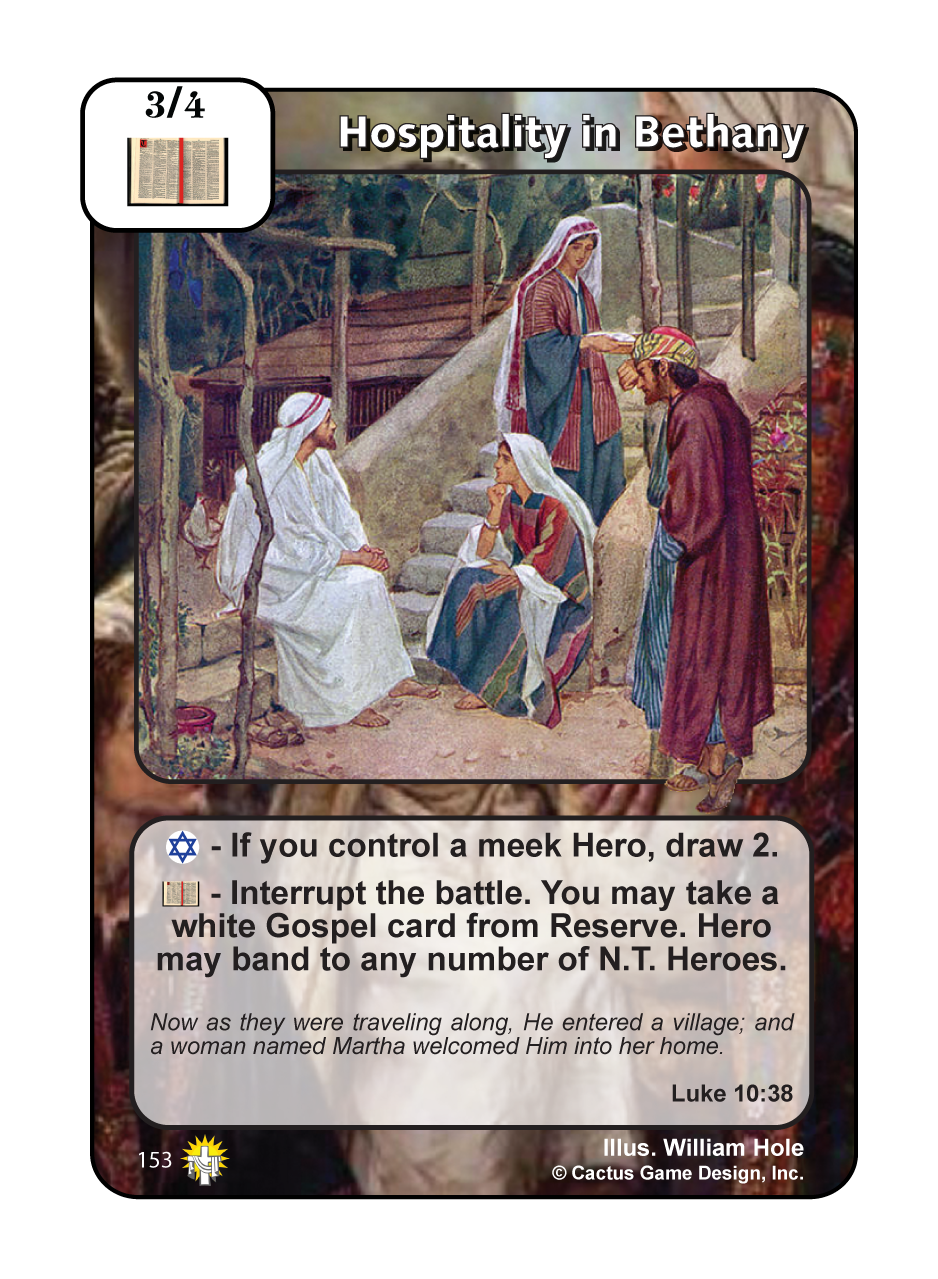 3/4
Hospitality in Bethany
- If you control a meek Hero, draw 2.
- Interrupt the battle. You may take a
white Gospel card from Reserve. Hero
may band to any number of N.T. Heroes.
Now as they were traveling along, He entered a village; and
a woman named Martha welcomed Him into her home.
Luke 10:38
153
Illus. William Hole
© Cactus Game Design, Inc.